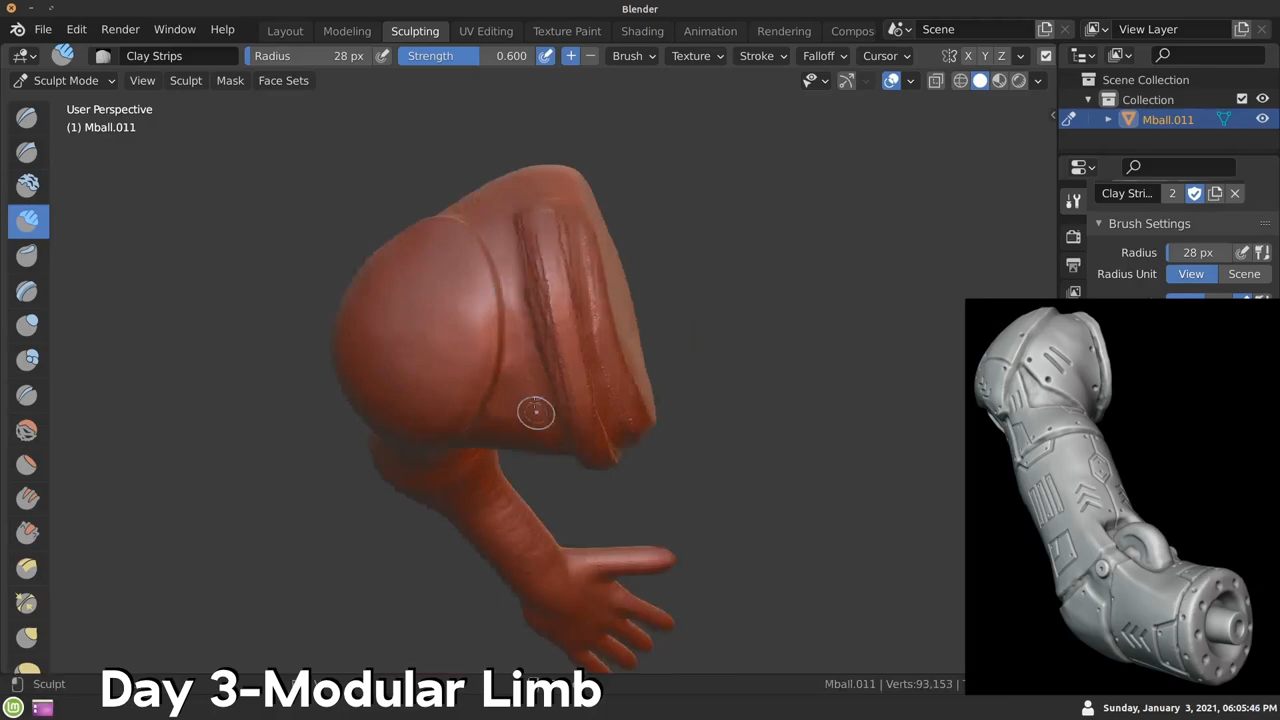 Blender
File Edit Render Window Help Layout Modeling Sculpting UV Editing Texture Paint Shading Animation Rendering Compos Scene View Layer
Clay Strips Radius 28 px Strength 0.600 Brush Texture Stroke Falloff Cursor X Y Z
Sculpt Mode View Sculpt Mask Face Sets
Scene Collection
Collection
Mball.011
User Perspective
(1) Mball.011
Clay Stri... 2
Brush Settings
Radius 28 px
Radius Unit View Scene
Day 3-Modular Limb
Sculpt
Mball.011 | Verts:93,153 |
Sunday, January 3, 2021, 06:05:46 PM